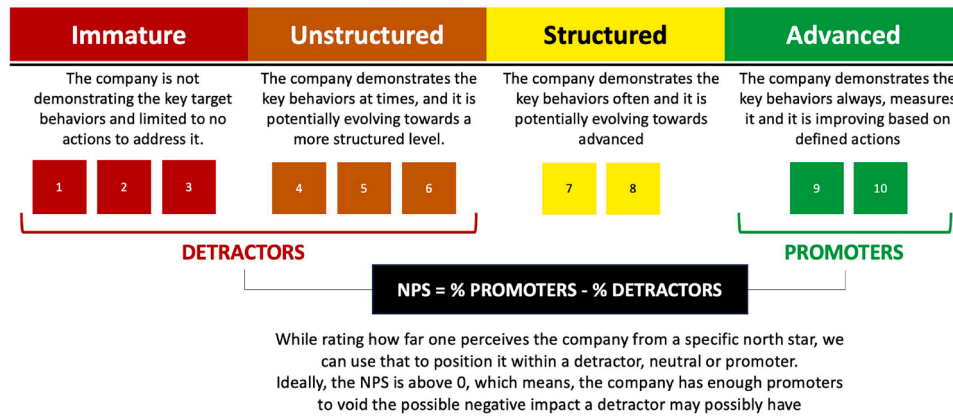 Immature
Unstructured
Structured
Advanced
The company is not
demonstrating the key target
behaviors and limited to no
actions to address it.
The company demonstrates the
key behaviors at times, and it is
potentially evolving towards a
more structured level.
The company demonstrates the
key behaviors often and it is
potentially evolving towards
advanced
The company demonstrates the
key behaviors always, measures
it and it is improving based on
defined actions
1
2
3
4
5
6
7
8
9
10
DETRACTORS
PROMOTERS
NPS = % PROMOTERS - % DETRACTORS
While rating how far one perceives the company from a specific north star, we
can use that to position it within a detractor, neutral or promoter.
Ideally, the NPS is above 0, which means, the company has enough promoters
to void the possible negative impact a detractor may possibly have